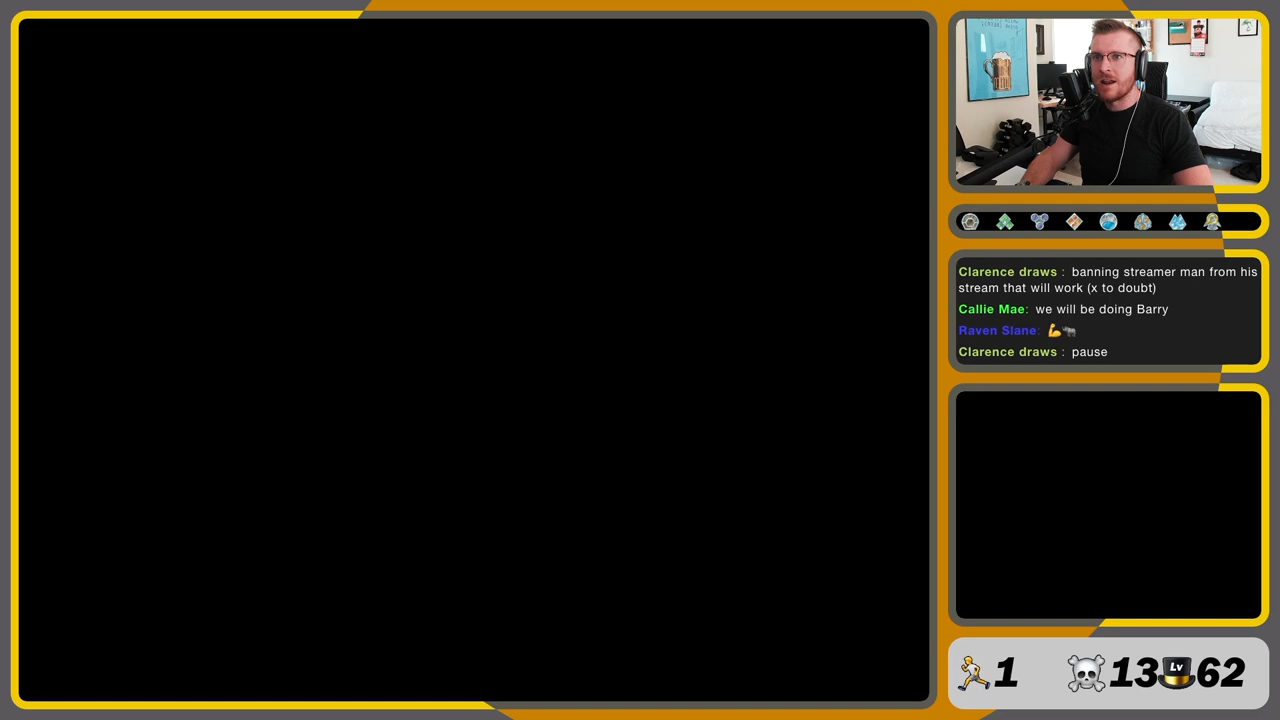 Clarence draws : banning streamer man from his
stream that will work (x to doubt)
Callie Mae: we will be doing Barry
Raven Slane: 💪🐃
Clarence draws : pause
1 13 Lv 62